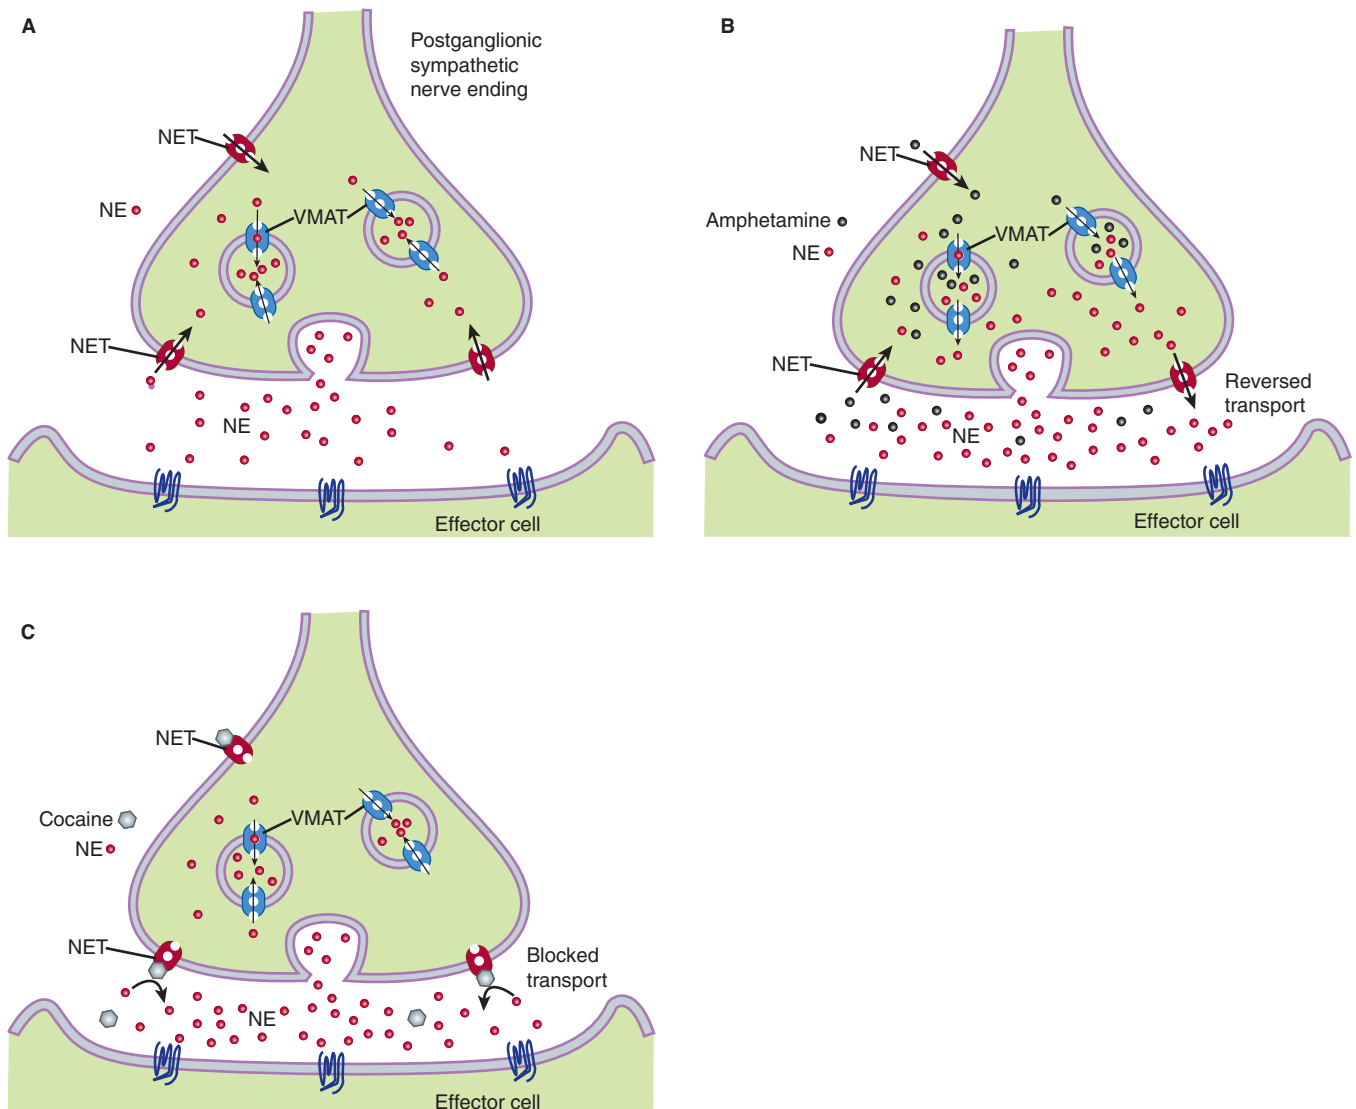 A
Postganglionic
sympathetic
nerve ending
NET
NE
VMAT
NET
NE
Effector cell
B
NET
Amphetamine
NE
VMAT
NET
Reversed
transport
NE
Effector cell
C
NET
Cocaine
NE
VMAT
NET
Blocked
transport
NE
Effector cell